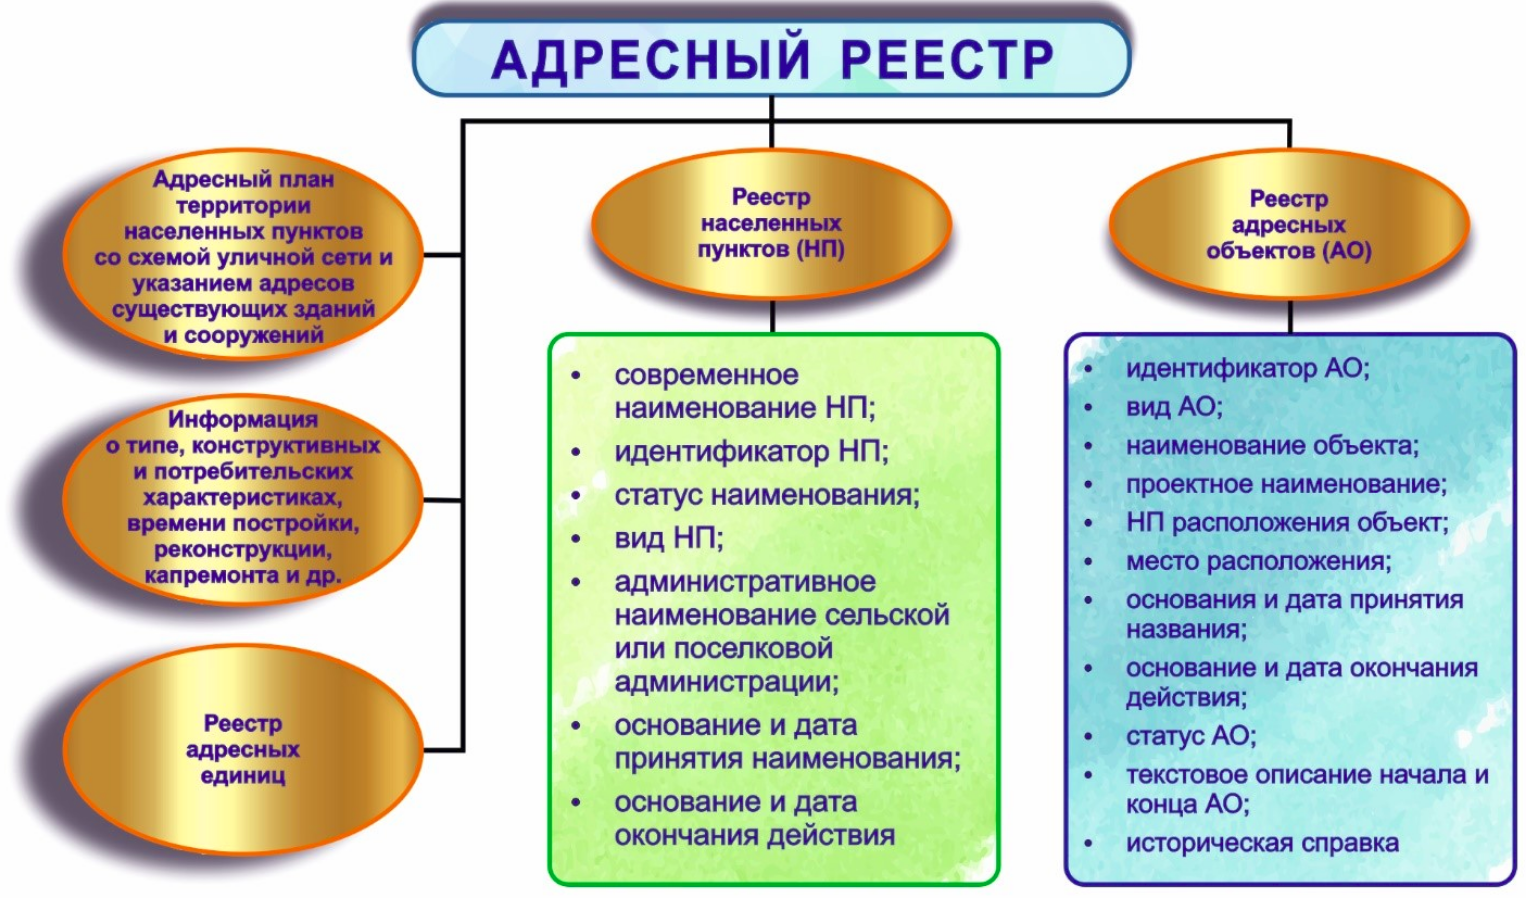 АДРЕСНЫЙ РЕЕСТР
Адресный план
территории
населенных пунктов
со схемой уличной сети и
указанием адресов
существующих зданий
и сооружений
Информация
о типе, конструктивных
и потребительских
характеристиках,
времени постройки,
реконструкции,
капремонта и др.
Реестр
адресных
единиц
Реестр
населенных
пунктов (НП)
• современное
наименование НП;
• идентификатор НП;
• статус наименования;
• вид НП;
• административное
наименование сельской
или поселковой
администрации;
• основание и дата
принятия наименования;
• основание и дата
окончания действия
Реестр
адресных
объектов (АО)
• идентификатор АО;
• вид АО;
• наименование объекта;
• проектное наименование;
• НП расположения объект;
• место расположения;
• основания и дата принятия
названия;
• основание и дата окончания
действия;
• статус АО;
• текстовое описание начала и
конца АО;
• историческая справка